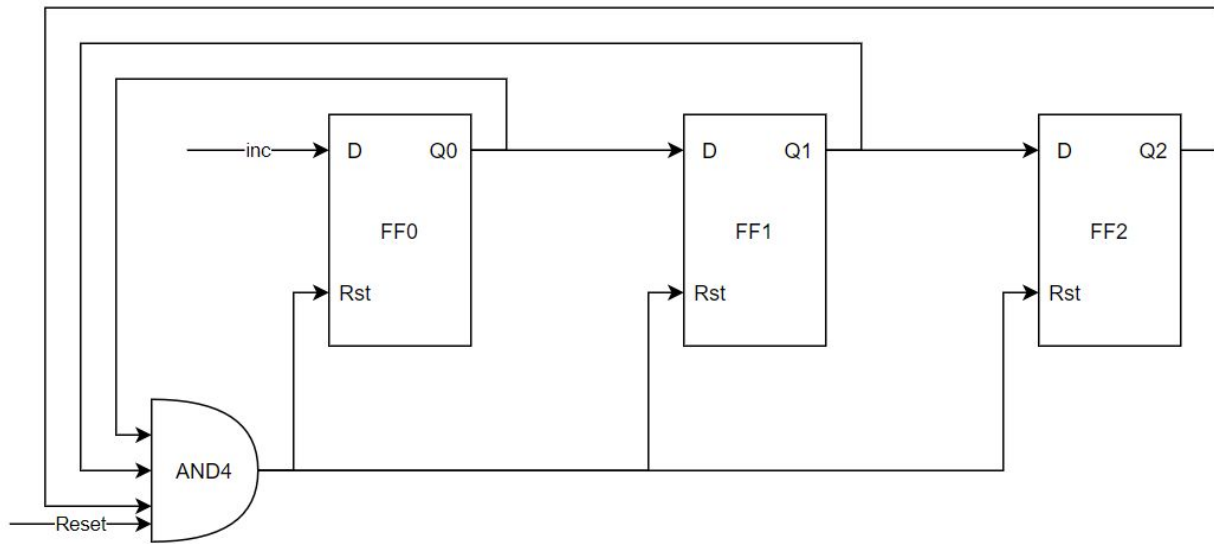 inc
D Q0
D Q1
D Q2
FF0
FF1
FF2
Rst
Rst
Rst
AND4
Reset